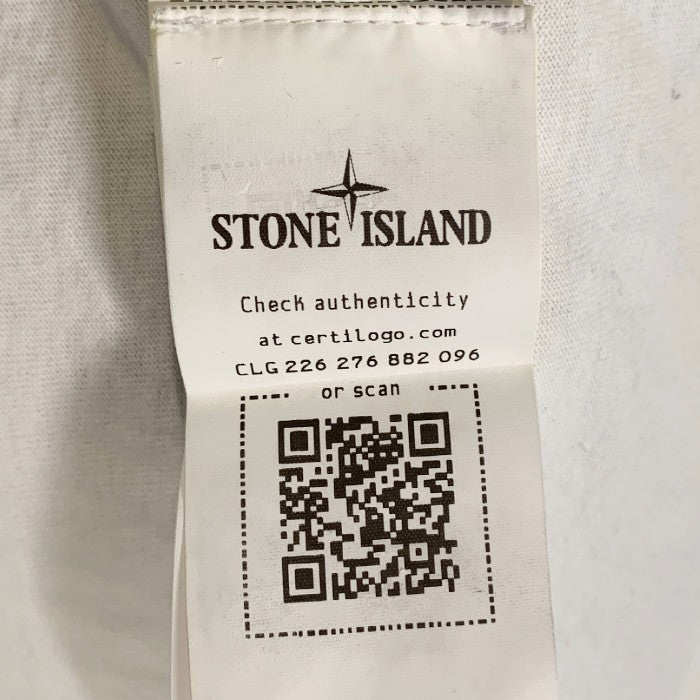 STONE ISLAND
Check authenticity
at certilogo.com
CLG 226 276 882 096
or scan